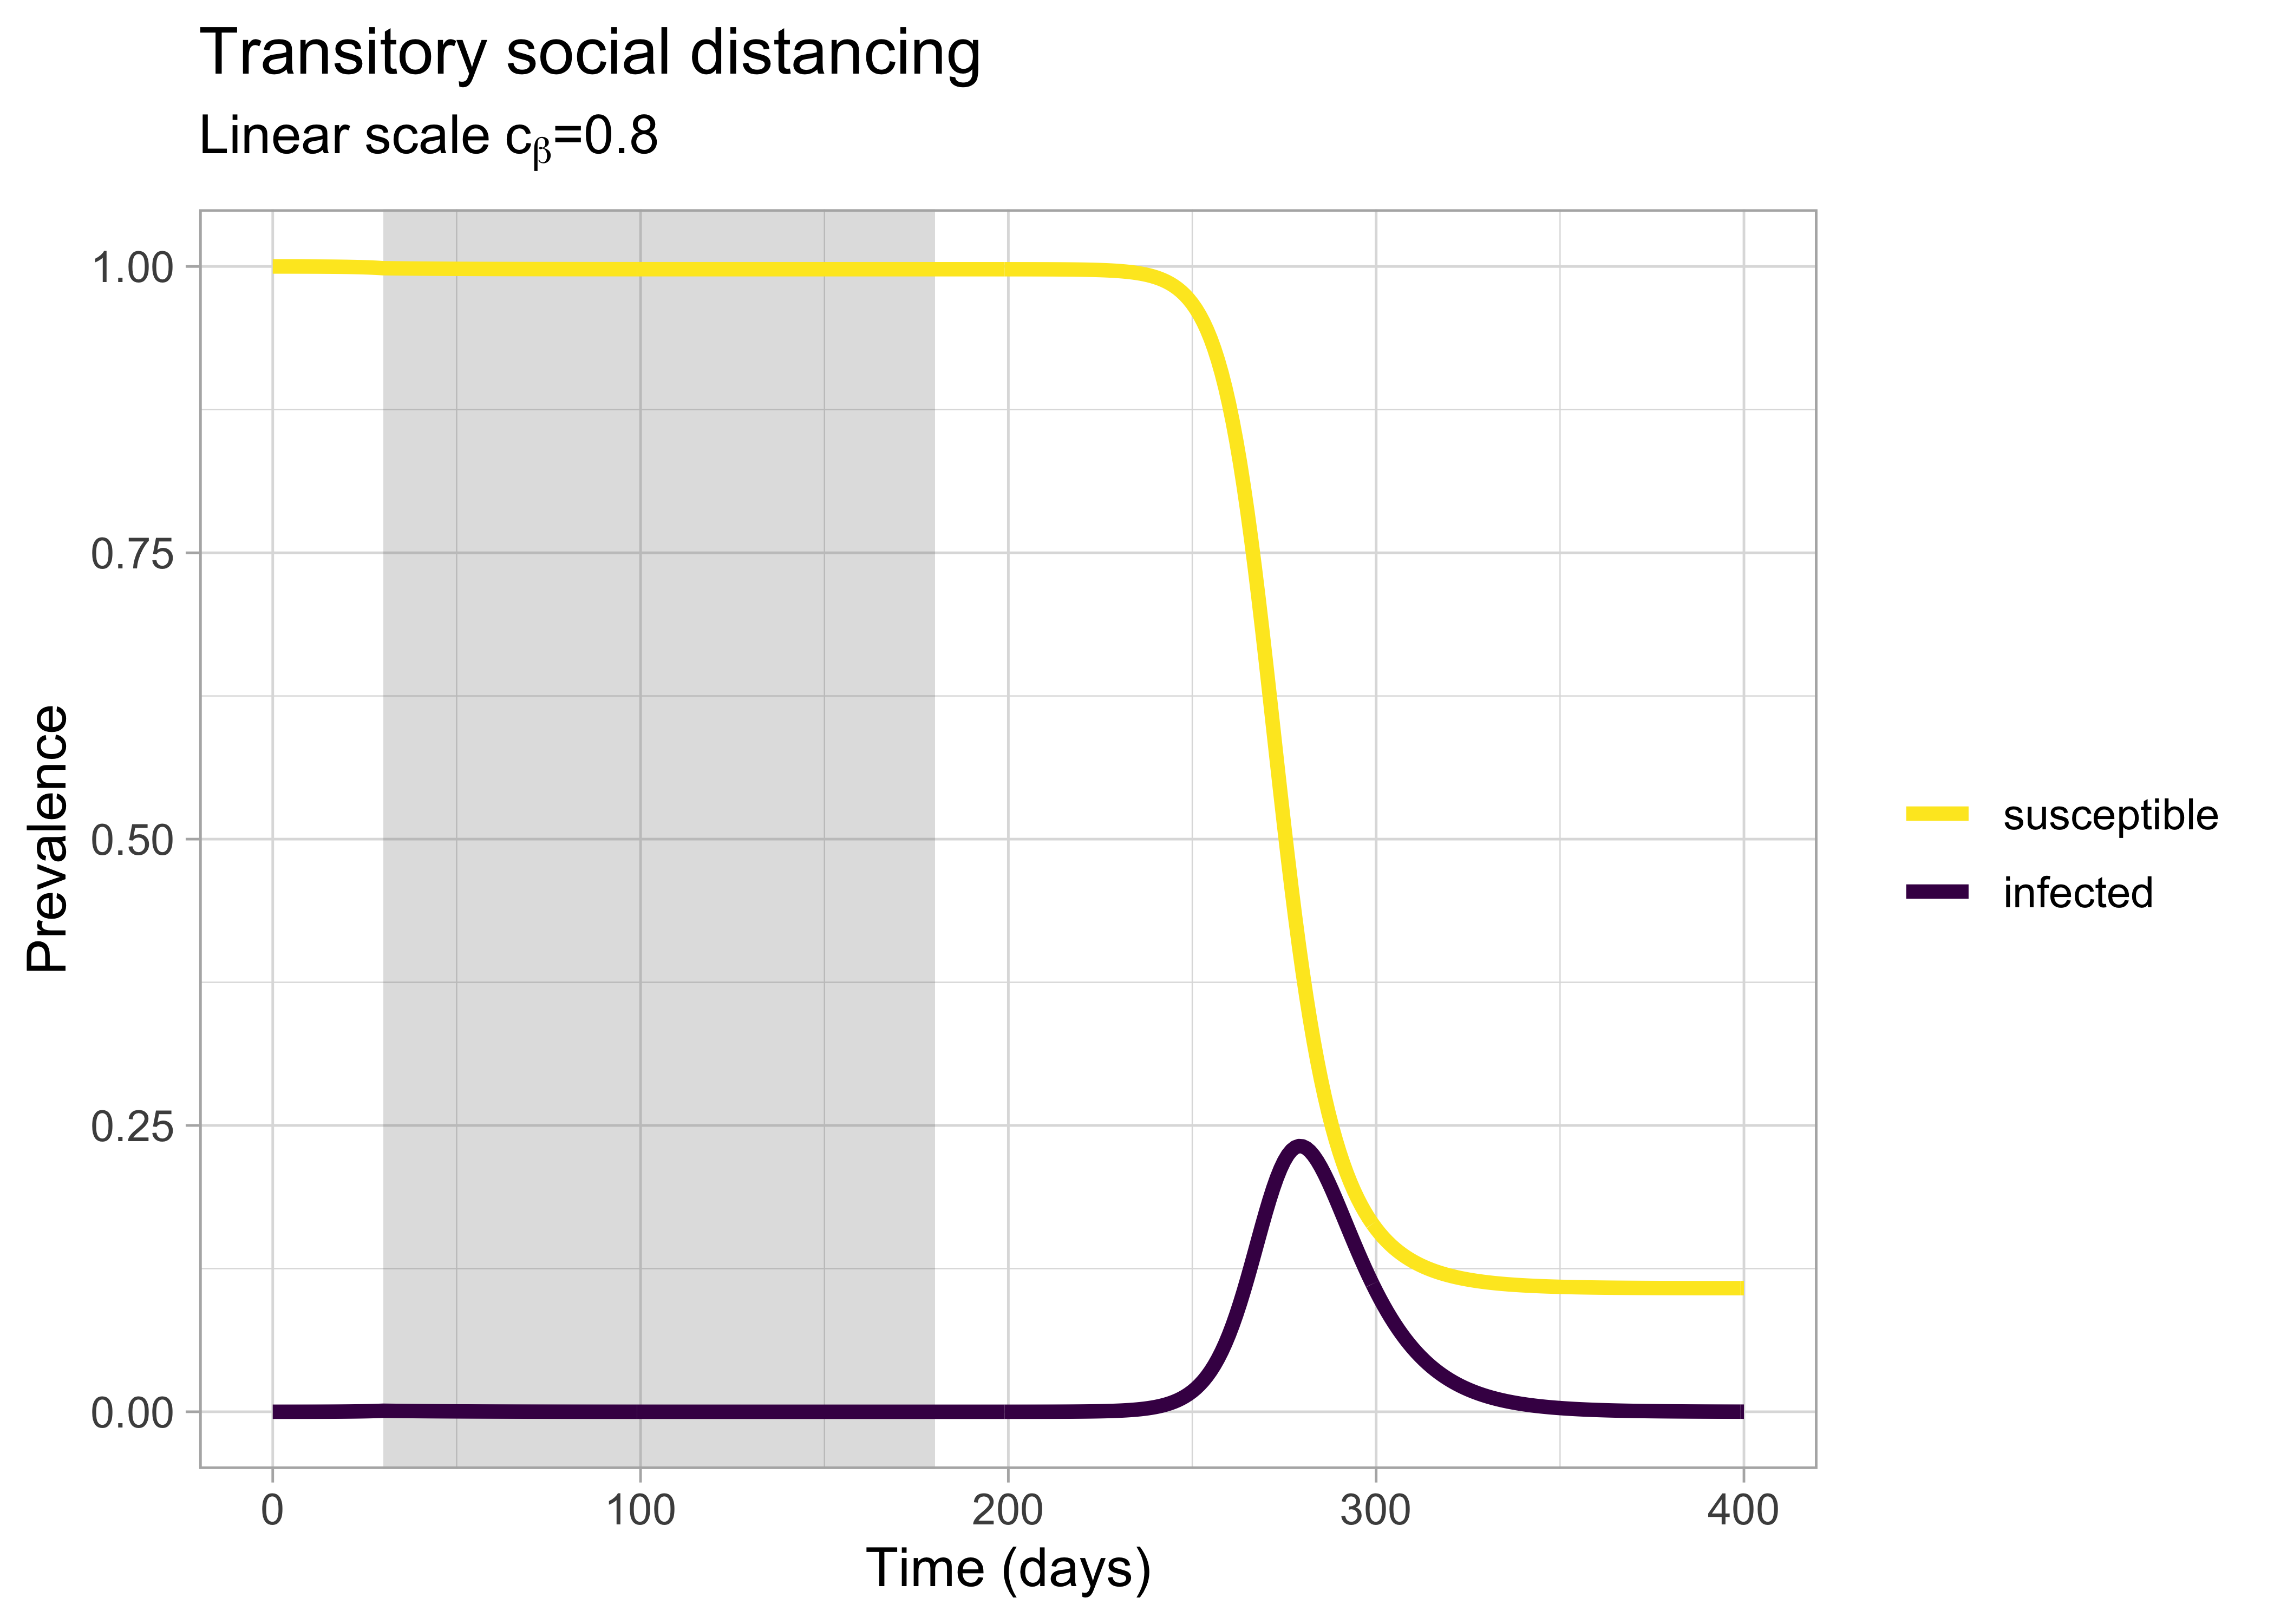 Transitory social distancing
Linear scale cβ=0.8
1.00
0.75
0.50
0.25
0.00
Prevalence
0
100
200
300
400
Time (days)
susceptible
infected